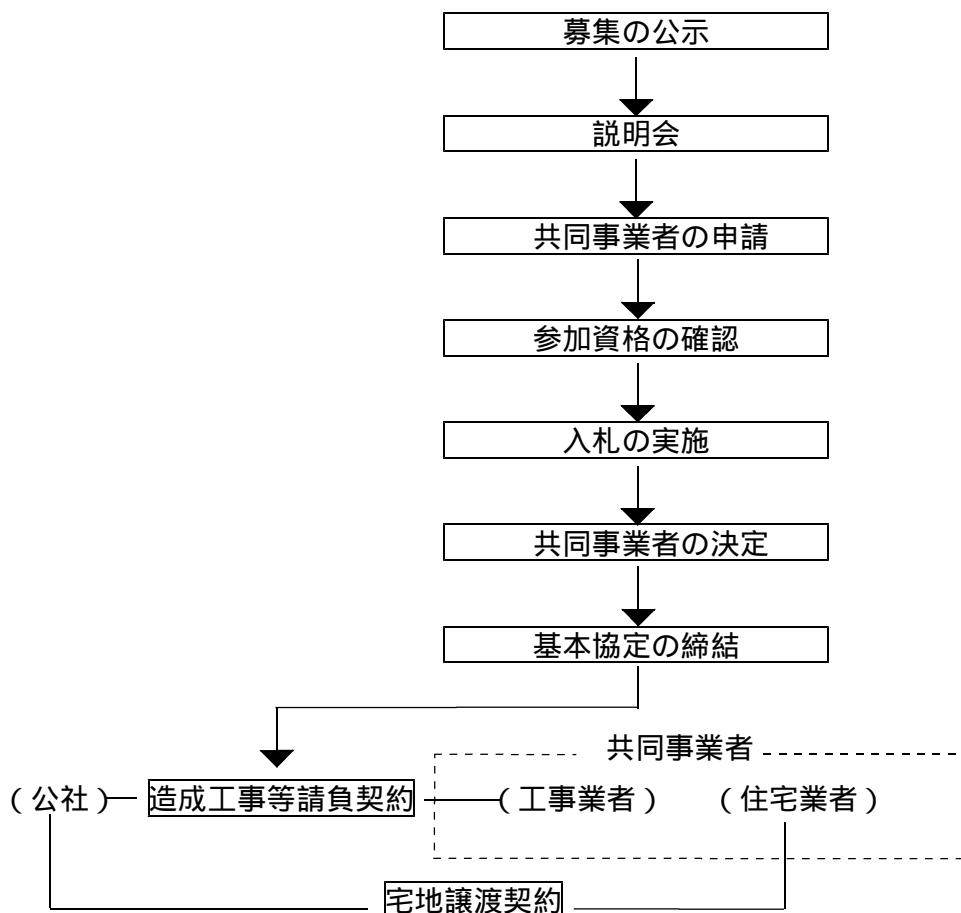 募集の公示
説明会
共同事業者の申請
参加資格の確認
入札の実施
共同事業者の決定
基本協定の締結
共同事業者
(公社) 造成工事等請負契約 (工事業者) (住宅業者)
宅地譲渡契約